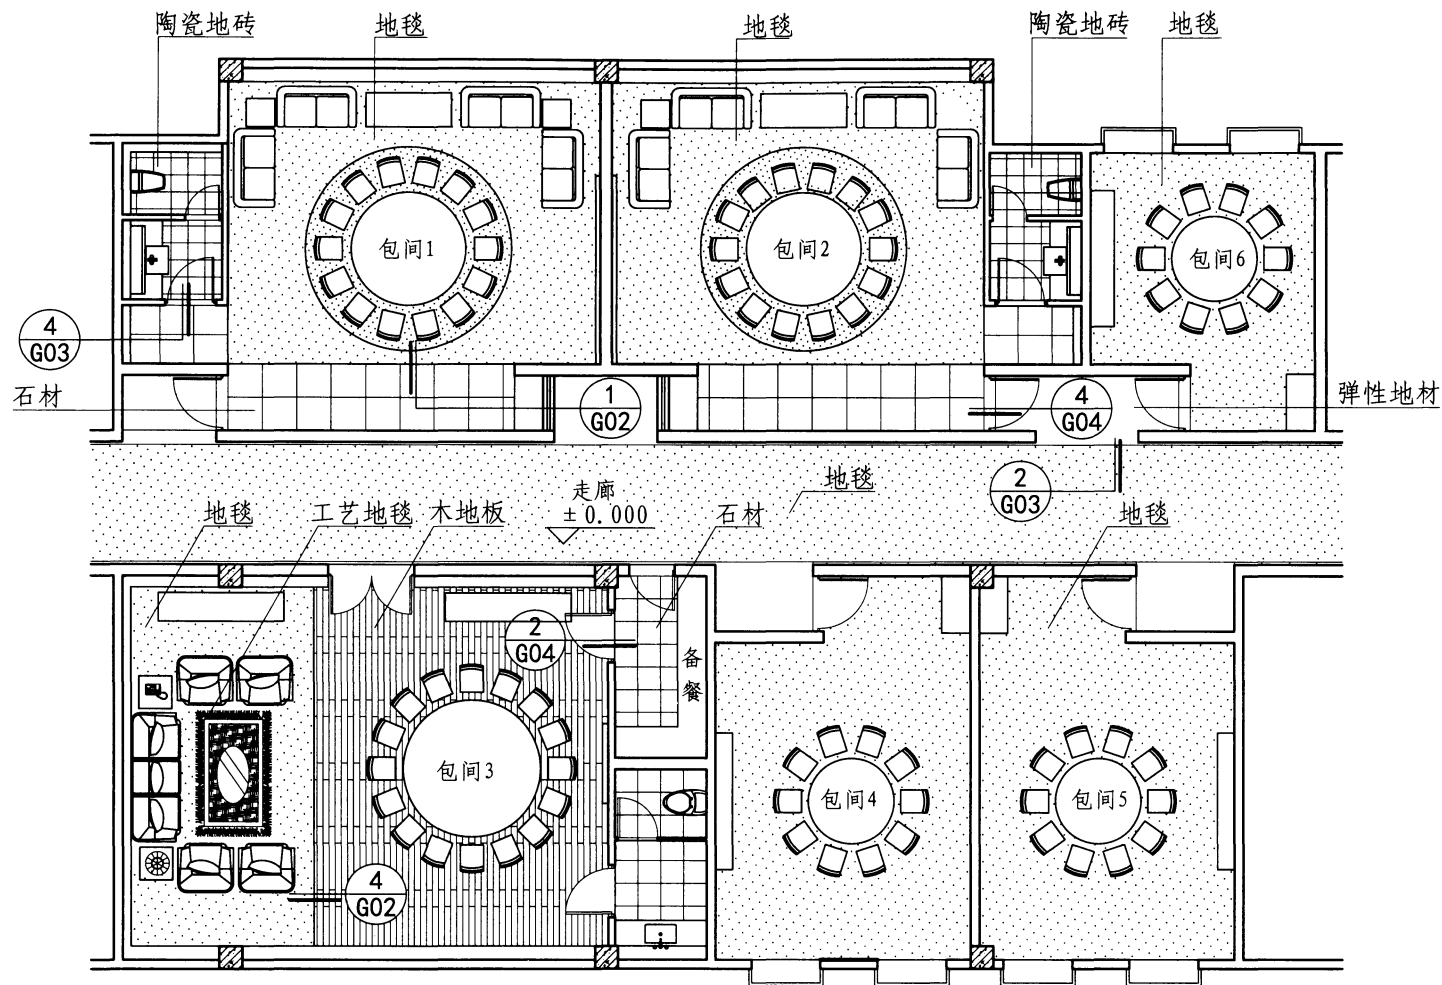 陶瓷地砖
地毯
地毯
陶瓷地砖
地毯
包间1
包间2
包间6
4
G03
石材
1
G02
4
G04
弹性地材
2
G03
地毯
工艺地毯
木地板
走廊
±0.000
石材
地毯
地毯
2
G04
备餐
包间3
包间4
包间5
4
G02